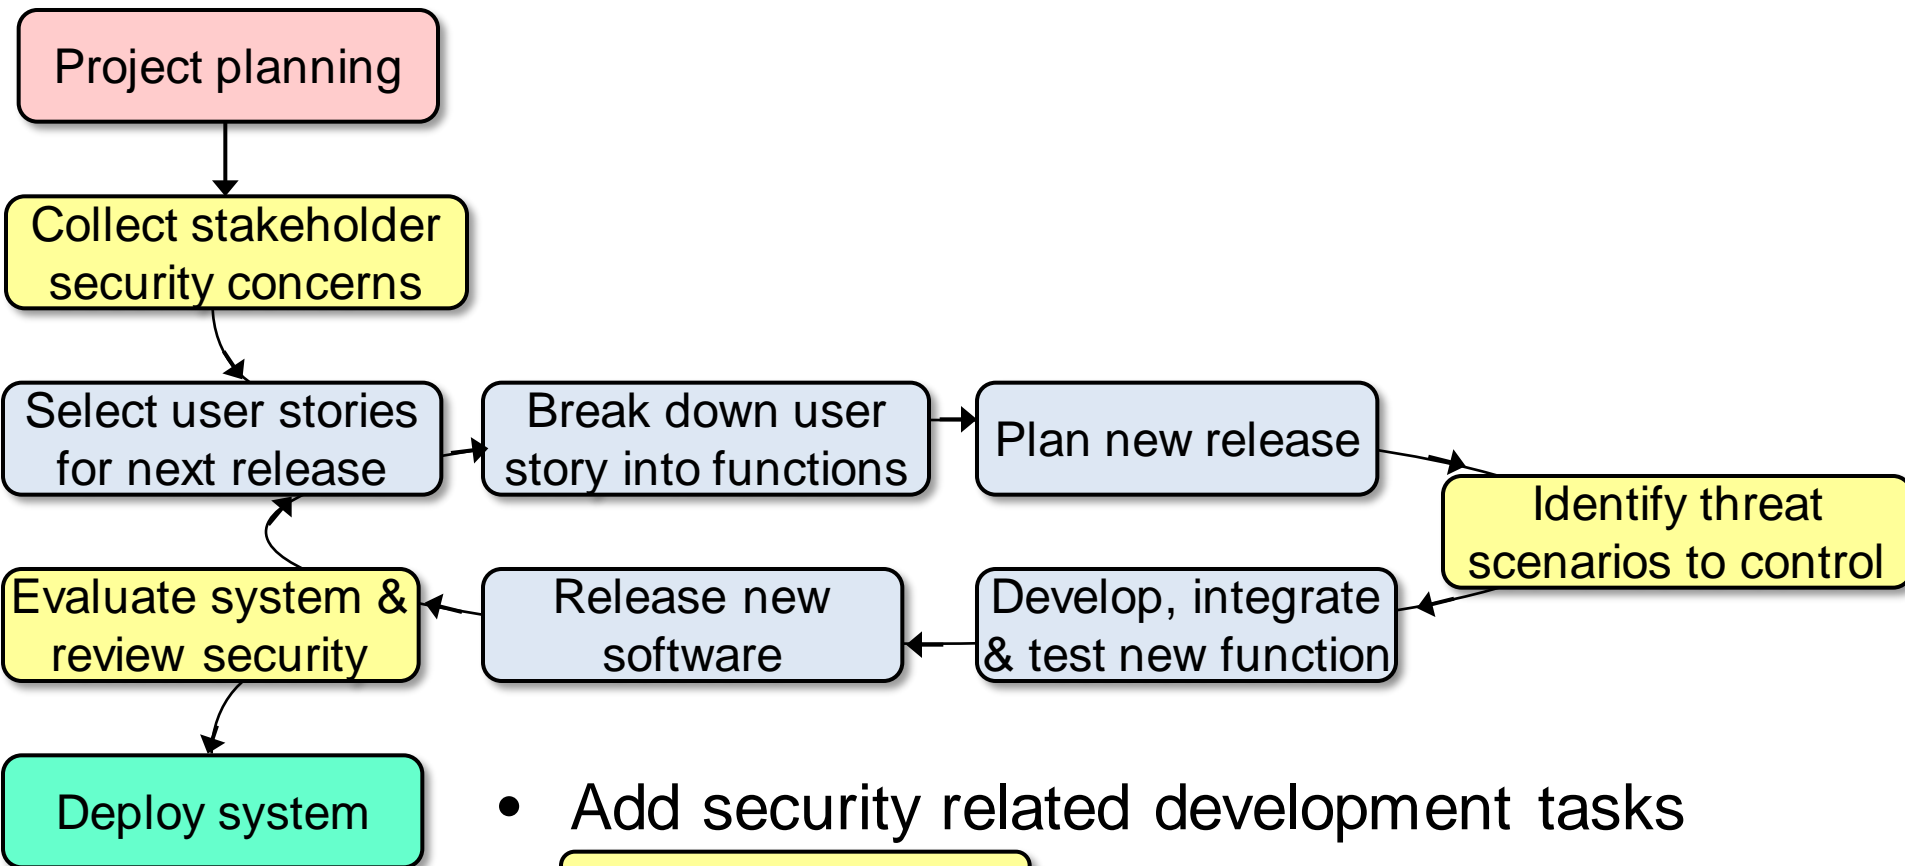 Project planning
Collect stakeholder
security concerns
Select user stories
for next release
Break down user
story into functions
Plan new release
Identify threat
scenarios to control
Develop, integrate
& test new function
Release new
software
Evaluate system &
review security
Deploy system
• Add security related development tasks